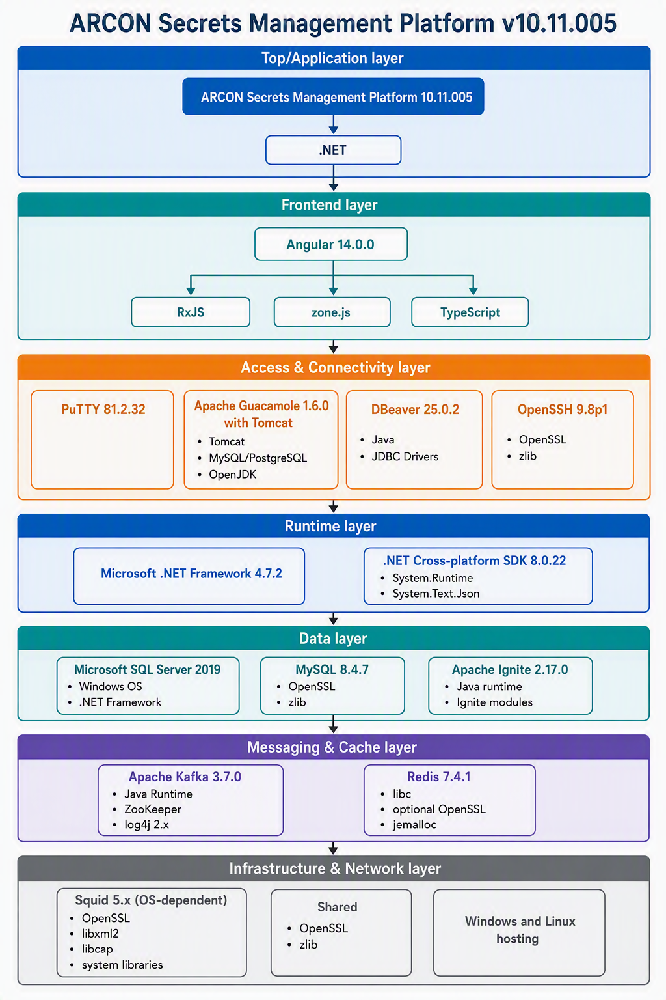 ARCON Secrets Management Platform v10.11.005
Top/Application layer
ARCON Secrets Management Platform 10.11.005
.NET
Frontend layer
Angular 14.0.0
RxJS
zone.js
TypeScript
Access & Connectivity layer
PuTTY 81.2.32
Apache Guacamole 1.6.0
with Tomcat
• Tomcat
• MySQL/PostgreSQL
• OpenJDK
DBeaver 25.0.2
• Java
• JDBC Drivers
OpenSSH 9.8p1
• OpenSSL
• zlib
Runtime layer
Microsoft .NET Framework 4.7.2
.NET Cross-platform SDK 8.0.22
• System.Runtime
• System.Text.Json
Data layer
Microsoft SQL Server 2019
• Windows OS
• .NET Framework
MySQL 8.4.7
• OpenSSL
• zlib
Apache Ignite 2.17.0
• Java runtime
• Ignite modules
Messaging & Cache layer
Apache Kafka 3.7.0
• Java Runtime
• ZooKeeper
• log4j 2.x
Redis 7.4.1
• libc
• optional OpenSSL
• jemalloc
Infrastructure & Network layer
Squid 5.x (OS-dependent)
• OpenSSL
• libxml2
• libcap
• system libraries
Shared
• OpenSSL
• zlib
Windows and Linux
hosting